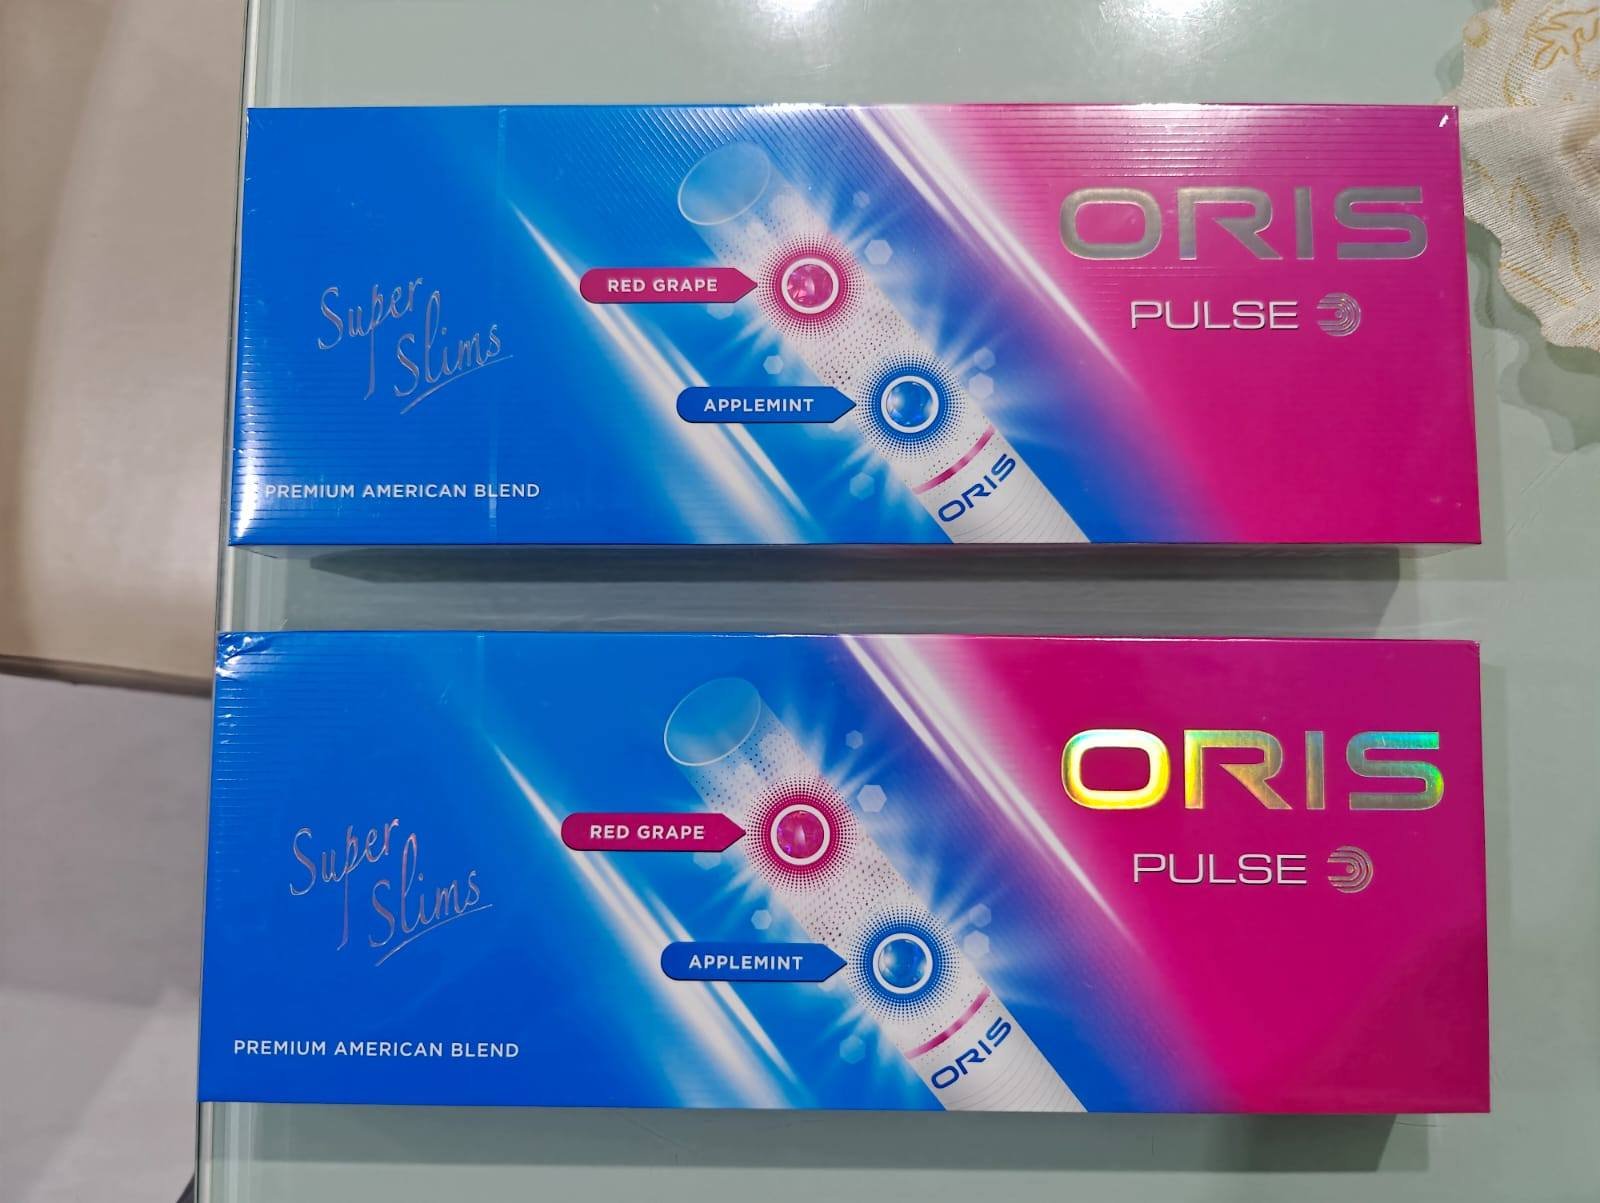 ORIS
PULSE
RED GRAPE
APPLEMINT
ORIS
Super
Slims
PREMIUM AMERICAN BLEND
ORIS
PULSE
RED GRAPE
APPLEMINT
ORIS
Super
Slims
PREMIUM AMERICAN BLEND